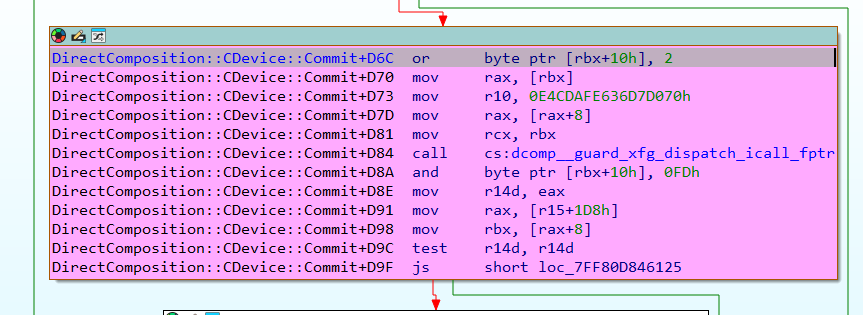 DirectComposition::CDevice::Commit+D6C or byte ptr [rbx+10h], 2
DirectComposition::CDevice::Commit+D70 mov rax, [rbx]
DirectComposition::CDevice::Commit+D73 mov r10, 0E4CDAFE636D7D070h
DirectComposition::CDevice::Commit+D7D mov rax, [rax+8]
DirectComposition::CDevice::Commit+D81 mov rcx, rbx
DirectComposition::CDevice::Commit+D84 call cs:dcomp__guard_xfg_dispatch_icall_fptr
DirectComposition::CDevice::Commit+D8A and byte ptr [rbx+10h], 0FDh
DirectComposition::CDevice::Commit+D8E mov r14d, eax
DirectComposition::CDevice::Commit+D91 mov rax, [r15+1D8h]
DirectComposition::CDevice::Commit+D98 mov rbx, [rax+8]
DirectComposition::CDevice::Commit+D9C test r14d, r14d
DirectComposition::CDevice::Commit+D9F js short loc_7FF80D846125